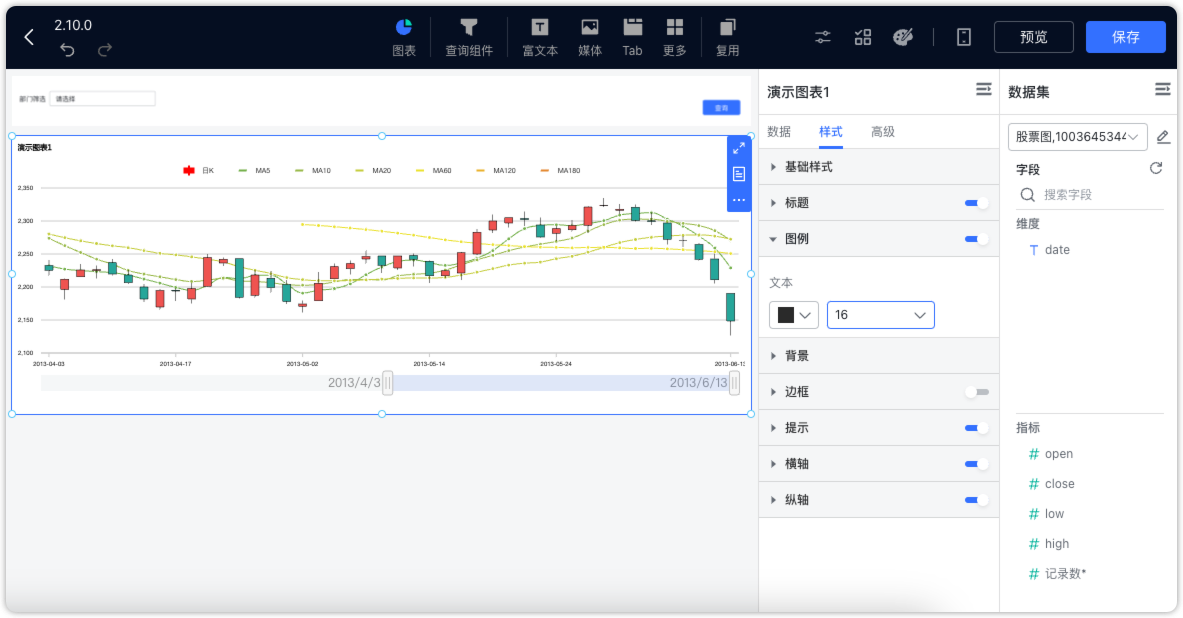 2.10.0
图表
查询组件
富文本
媒体
Tab
更多
复用
预览
保存
部门筛选
请选择
查询
演示图表1
日K
MA5
MA10
MA20
MA60
MA120
MA180
2,350
2,300
2,250
2,200
2,150
2,100
2013-04-03
2013-04-17
2013-05-02
2013-05-14
2013-05-24
2013-06-13
2013/4/3
2013/6/13
演示图表1
数据
样式
高级
基础样式
标题
图例
文本
16
背景
边框
提示
横轴
纵轴
数据集
股票图,1003645344
字段
搜索字段
维度
T date
指标
# open
# close
# low
# high
# 记录数*